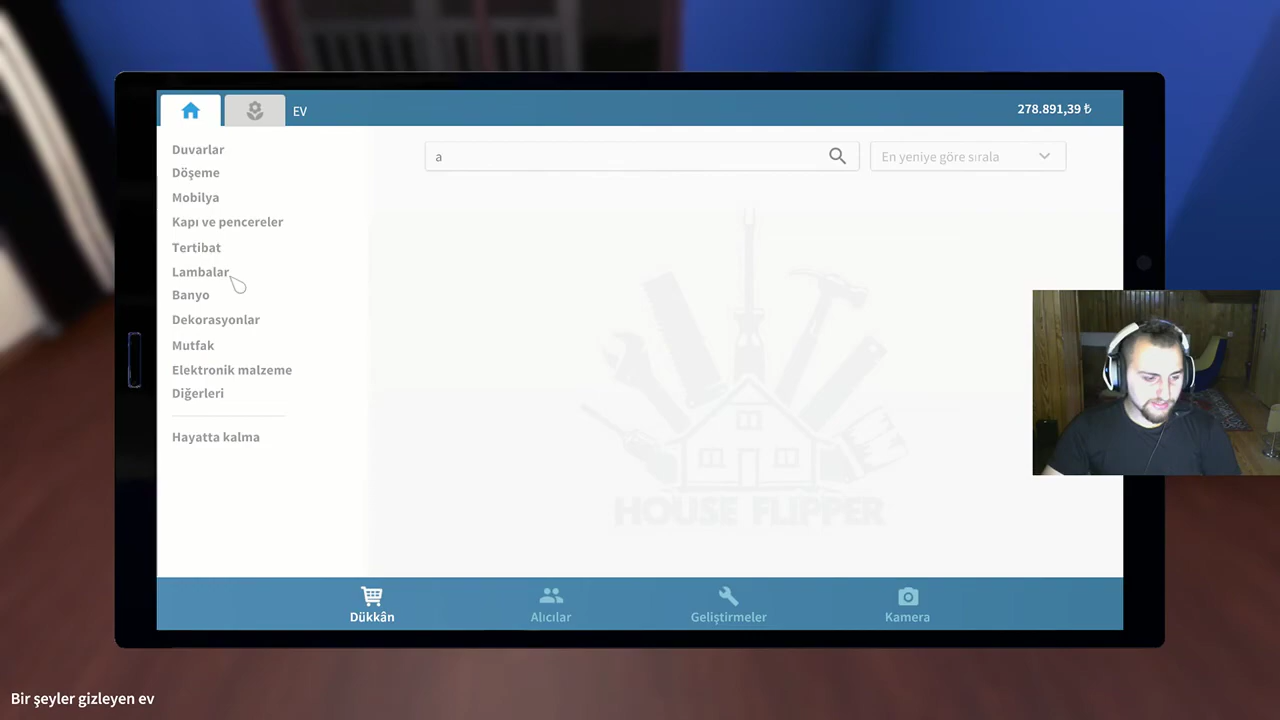 EV
278.891,39 ₺
Duvarlar
Döşeme
Mobilya
Kapı ve pencereler
Tertibat
Lambalar
Banyo
Dekorasyonlar
Mutfak
Elektronik malzeme
Diğerleri
Hayatta kalma
a
En yeniye göre sırala
HOUSE FLIPPER
Dükkân
Alıcılar
Geliştirmeler
Kamera
Bir şeyler gizleyen ev